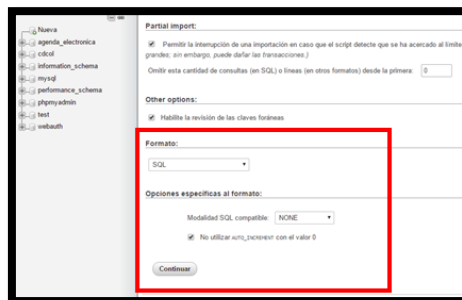 Nueva
agenda_electronica
cdcol
information_schema
mysql
performance_schema
phpmyadmin
test
webauth
Partial import:
Permitir la interrupción de una importación en caso que el script detecte que se ha acercado al límite
grandes; sin embargo, puede dañar las transacciones.)
Omitir esta cantidad de consultas (en SQL) o líneas (en otros formatos) desde la primera: 0
Other options:
Habilite la revisión de las claves foráneas
Formato:
SQL
Opciones específicas al formato:
Modalidad SQL compatible: NONE
No utilizar AUTO_INCREMENT con el valor 0
Continuar